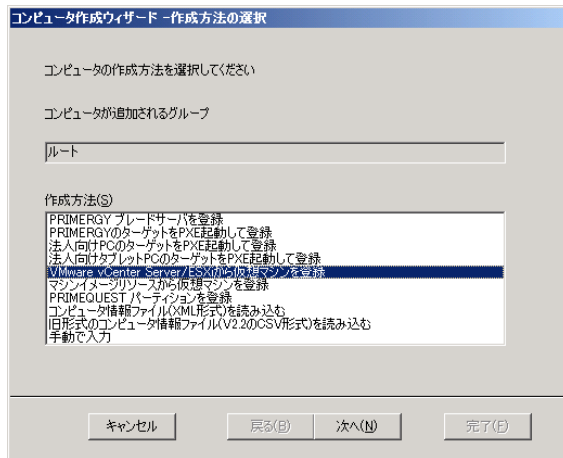 コンピュータ作成ウィザード -作成方法の選択
コンピュータの作成方法を選択してください
コンピュータが追加されるグループ
ルート
作成方法(S)
PRIMERGY ブレードサーバを登録
PRIMERGYのターゲットをPXE起動して登録
法人向けPCのターゲットをPXE起動して登録
法人向けタブレットPCのターゲットをPXE起動して登録
VMware vCenter Server/ESXiから仮想マシンを登録
マシンイメージリソースから仮想マシンを登録
PRIMEQUEST パーティションを登録
コンピュータ情報ファイル(XML形式)を読み込む
旧形式のコンピュータ情報ファイル(V2.2のCSV形式)を読み込む
手動で入力
キャンセル 戻る(B) 次へ(N) 完了(F)